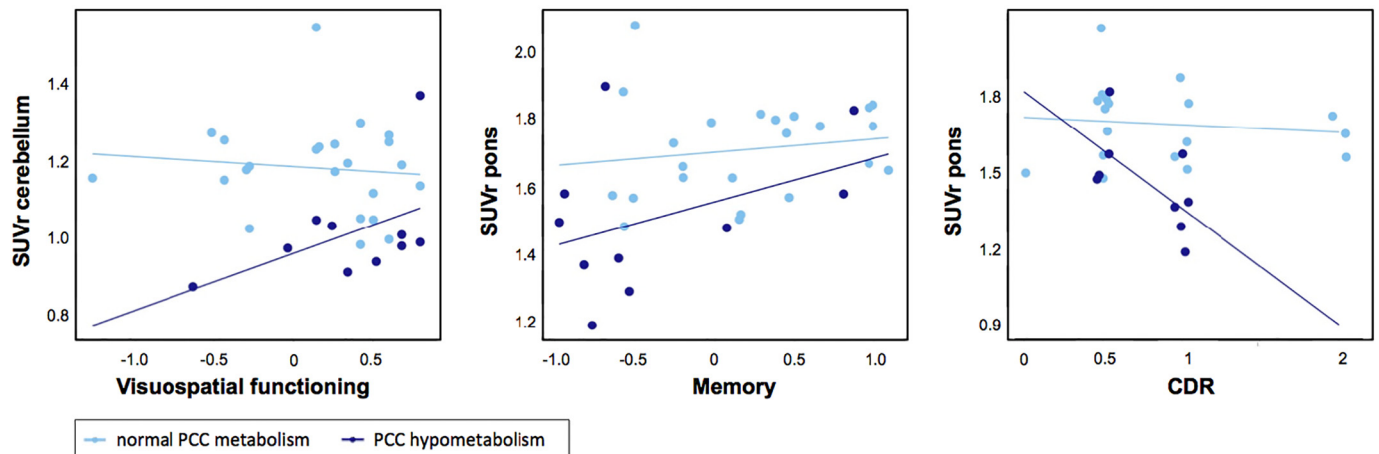 SUVr cerebellum
1.4
1.2
1.0
0.8
-1.0 -0.5 0 0.5
Visuospatial functioning
SUVr pons
2.0
1.8
1.6
1.4
1.2
-1.0 -0.5 0 0.5 1.0
Memory
SUVr pons
1.8
1.5
1.2
0.9
0 0.5 1 2
CDR
normal PCC metabolism PCC hypometabolism